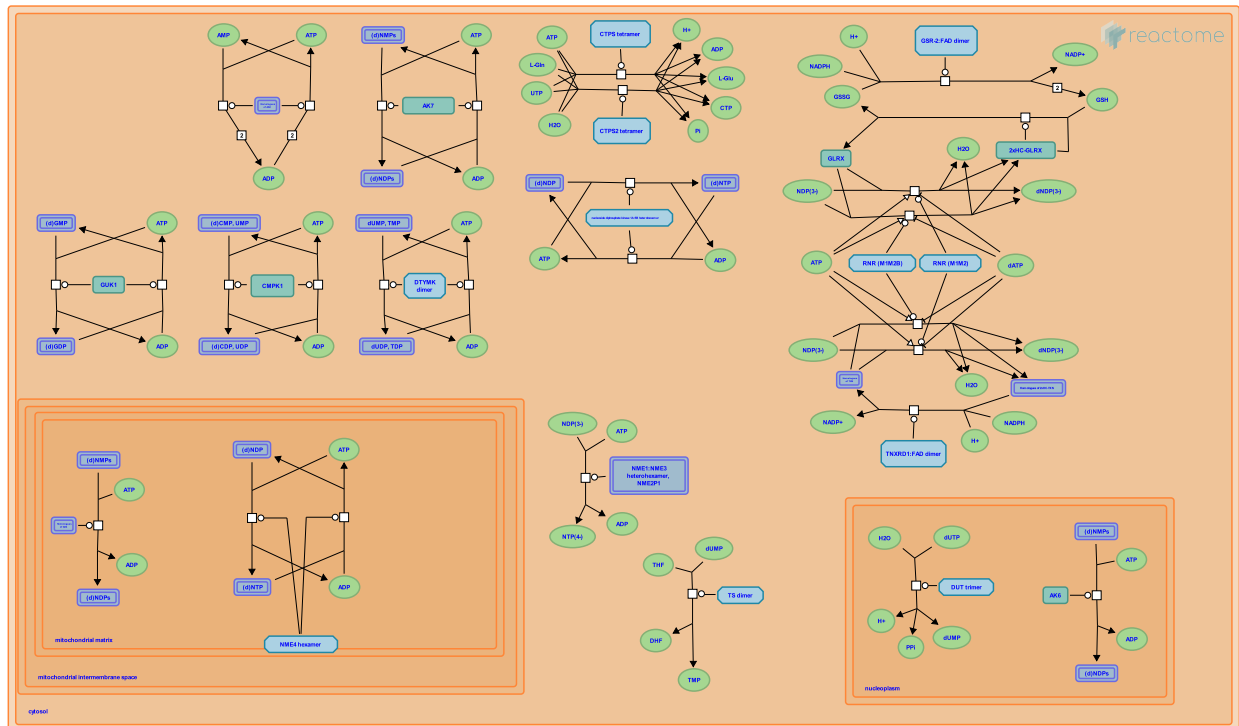 reactome
AMP
ATP
2
2
ADP
(d)NMPs
ATP
AK7
(d)NDPs
ADP
ATP
CTPS tetramer
H+
ADP
L-Gln
L-Glu
UTP
CTP
H2O
CTPS2 tetramer
Pi
(d)NDP
(d)NTP
ATP
ADP
H+
GSR-2:FAD dimer
NADPH
NADP+
GSSG
2
GSH
GLRX
H2O
2xHC-GLRX
NDP(3-)
dNDP(3-)
ATP
RNR (M1M2B)
RNR (M1M2)
dATP
NDP(3-)
dNDP(3-)
H2O
NADP+
NADPH
H+
TNXRD1:FAD dimer
(d)GMP
ATP
GUK1
(d)GDP
ADP
(d)CMP, UMP
ATP
CMPK1
(d)CDP, UDP
ADP
dUMP, TMP
ATP
DTYMK
dimer
dUDP, TDP
ADP
(d)NMPs
ATP
ADP
(d)NDPs
(d)NDP
ATP
(d)NTP
ADP
NME4 hexamer
mitochondrial matrix
mitochondrial intermembrane space
cytosol
NDP(3-)
ATP
NME1:NME3
heterohexamer,
NME2P1
ADP
NTP(4-)
THF
dUMP
TS dimer
DHF
TMP
H2O
dUTP
DUT trimer
H+
PPi
dUMP
(d)NMPs
ATP
AK6
ADP
(d)NDPs
nucleoplasm